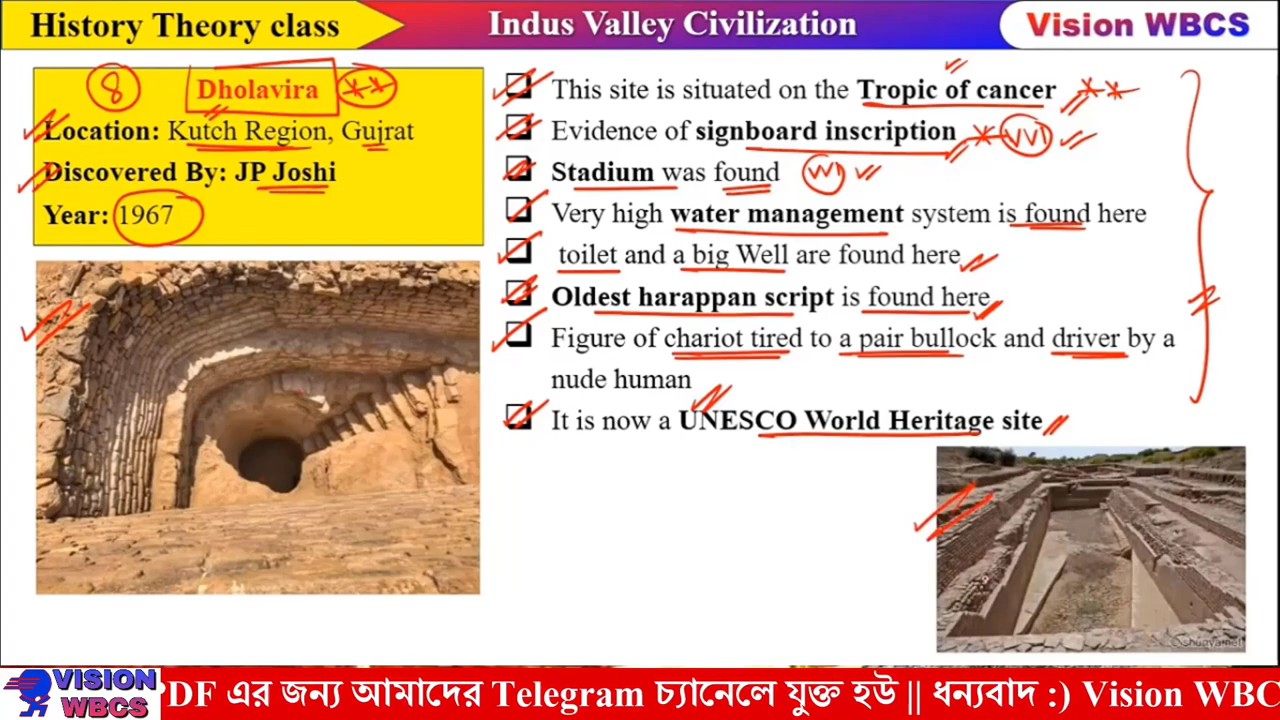 History Theory class
Indus Valley Civilization
Vision WBCS
8
Dholavira
Location: Kutch Region, Gujrat
Discovered By: JP Joshi
Year: 1967
This site is situated on the Tropic of cancer
Evidence of signboard inscription
VVI
Stadium was found
VVI
Very high water management system is found here
toilet and a big Well are found here
Oldest harappan script is found here
Figure of chariot tired to a pair bullock and driver by a
nude human
It is now a UNESCO World Heritage site
©shunya.net
VISION
WBCS
PDF এর জন্য আমাদের Telegram চ্যানেলে যুক্ত হউ || ধন্যবাদ :) Vision WBC